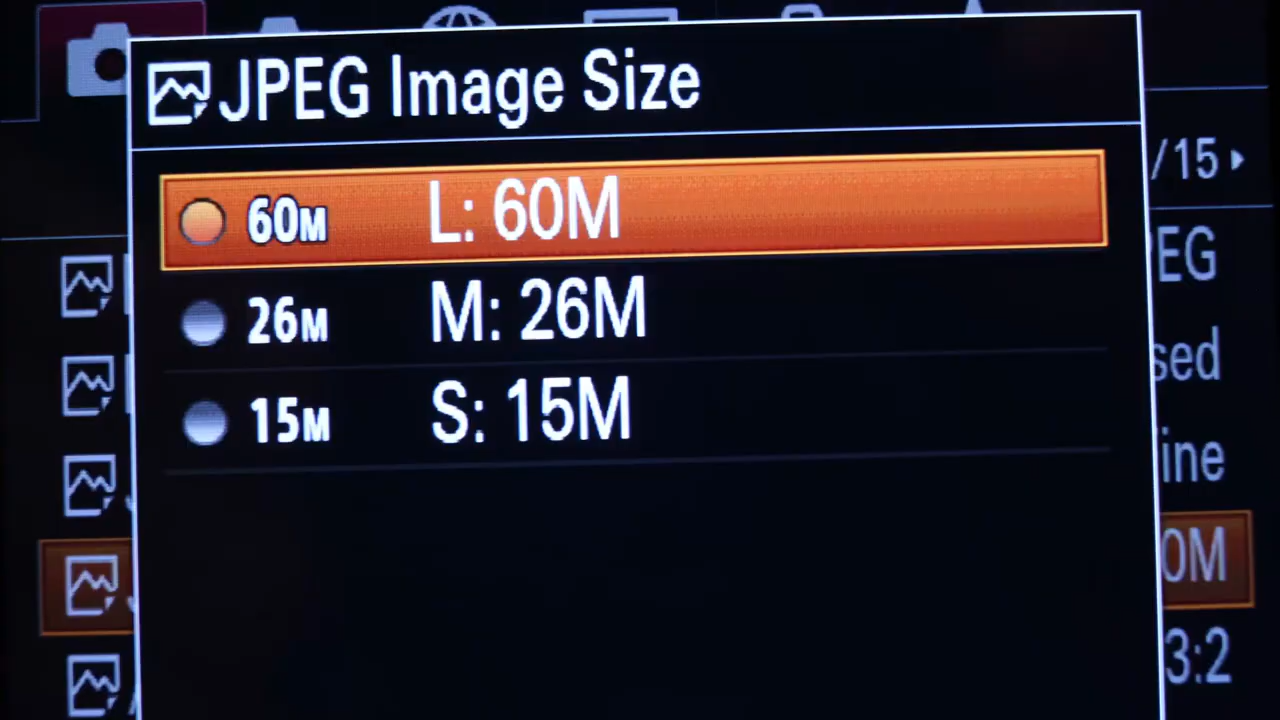 JPEG Image Size
60M L: 60M
26M M: 26M
15M S: 15M
/15
EG
sed
ine
0M
3:2